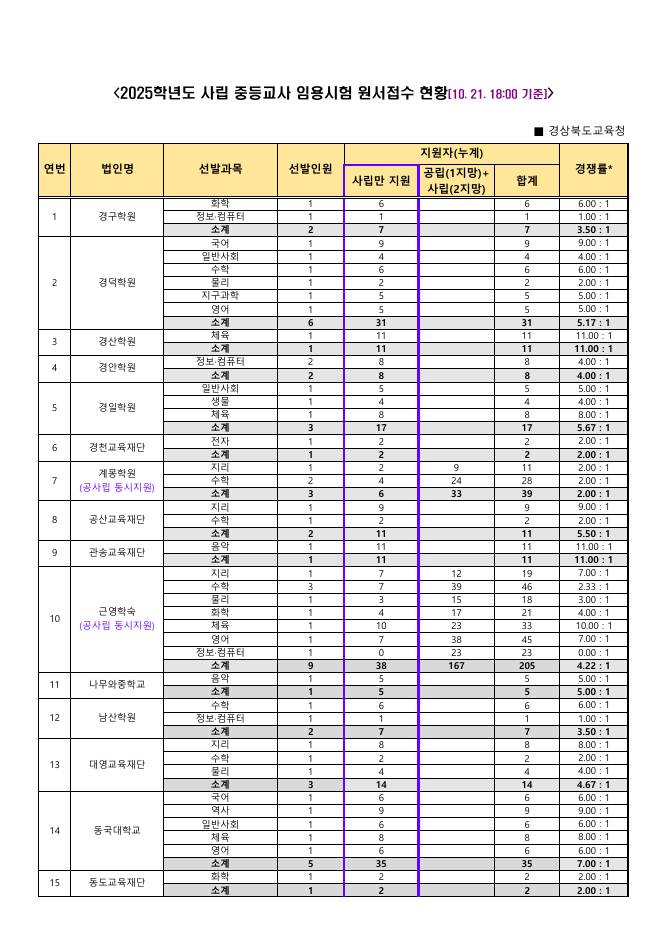 <2025학년도 사립 중등교사 임용시험 원서접수 현황[10. 21. 18:00 기준]>
■ 경상북도교육청
연번 법인명 선발과목 선발인원 지원자(누계) 경쟁률*
사립만 지원 공립(1지망)+ 합계
사립(2지망)
화학 1 6 6 6.00 : 1
1 경구학원 정보·컴퓨터 1 1 1 1.00 : 1
소계 2 7 7 3.50 : 1
국어 1 9 9 9.00 : 1
일반사회 1 4 4 4.00 : 1
수학 1 6 6 6.00 : 1
2 경덕학원 물리 1 2 2 2.00 : 1
지구과학 1 5 5 5.00 : 1
영어 1 5 5 5.00 : 1
소계 6 31 31 5.17 : 1
3 경산학원 체육 1 11 11 11.00 : 1
소계 1 11 11 11.00 : 1
4 경안학원 정보·컴퓨터 2 8 8 4.00 : 1
소계 2 8 8 4.00 : 1
일반사회 1 5 5 5.00 : 1
5 경일학원 생물 1 4 4 4.00 : 1
체육 1 8 8 8.00 : 1
소계 3 17 17 5.67 : 1
6 경천교육재단 전자 1 2 2 2.00 : 1
소계 1 2 2 2.00 : 1
계몽학원 지리 1 2 9 11 2.00 : 1
7 (공사립 동시지원) 수학 2 4 24 28 2.00 : 1
소계 3 6 33 39 2.00 : 1
지리 1 9 9 9.00 : 1
8 공산교육재단 수학 1 2 2 2.00 : 1
소계 2 11 11 5.50 : 1
9 관송교육재단 음악 1 11 11 11.00 : 1
소계 1 11 11 11.00 : 1
지리 1 7 12 19 7.00 : 1
수학 3 7 39 46 2.33 : 1
물리 1 3 15 18 3.00 : 1
근영학숙 화학 1 4 17 21 4.00 : 1
10 (공사립 동시지원) 체육 1 10 23 33 10.00 : 1
영어 1 7 38 45 7.00 : 1
정보·컴퓨터 1 0 23 23 0.00 : 1
소계 9 38 167 205 4.22 : 1
11 나무와중학교 음악 1 5 5 5.00 : 1
소계 1 5 5 5.00 : 1
수학 1 6 6 6.00 : 1
12 남산학원 정보·컴퓨터 1 1 1 1.00 : 1
소계 2 7 7 3.50 : 1
지리 1 8 8 8.00 : 1
13 대영교육재단 수학 1 2 2 2.00 : 1
물리 1 4 4 4.00 : 1
소계 3 14 14 4.67 : 1
국어 1 6 6 6.00 : 1
역사 1 9 9 9.00 : 1
14 동국대학교 일반사회 1 6 6 6.00 : 1
체육 1 8 8 8.00 : 1
영어 1 6 6 6.00 : 1
소계 5 35 35 7.00 : 1
15 동도교육재단 화학 1 2 2 2.00 : 1
소계 1 2 2 2.00 : 1